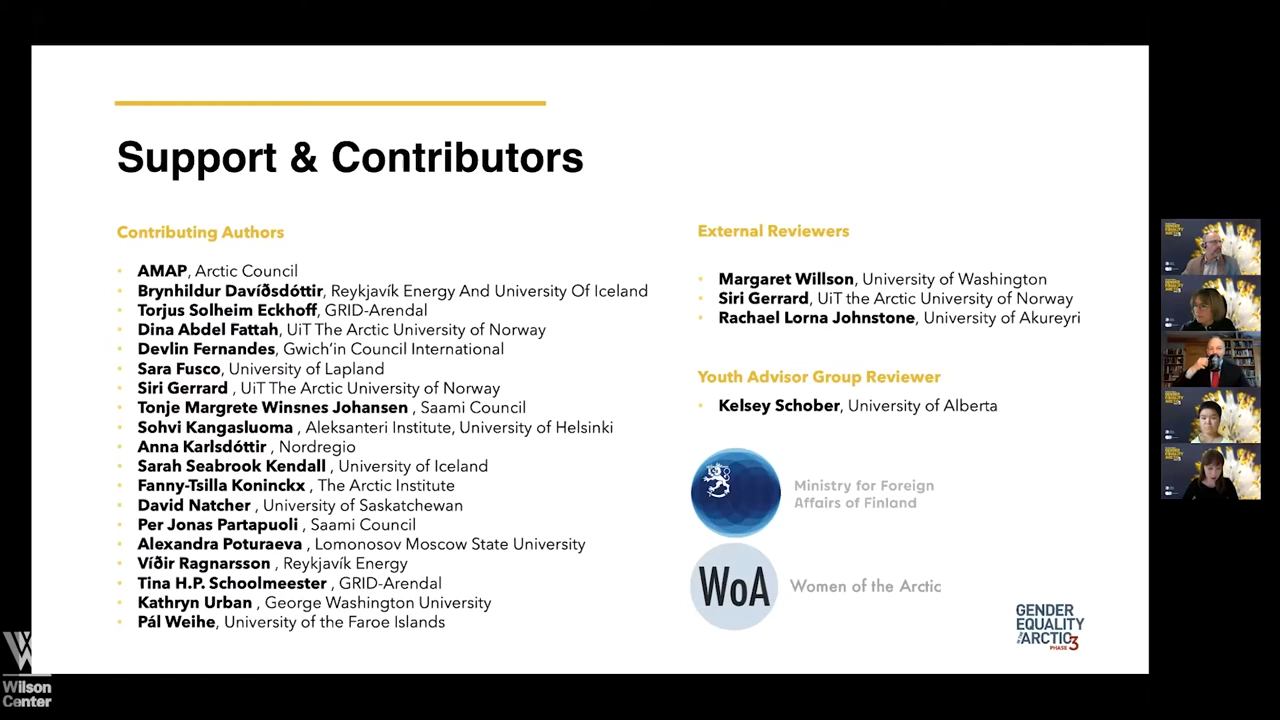 Support & Contributors
Contributing Authors
• AMAP, Arctic Council
• Brynhildur Davíðsdóttir, Reykjavík Energy And University Of Iceland
• Torjus Solheim Eckhoff, GRID-Arendal
• Dina Abdel Fattah, UiT The Arctic University of Norway
• Devlin Fernandes, Gwich’in Council International
• Sara Fusco, University of Lapland
• Siri Gerrard , UiT The Arctic University of Norway
• Tonje Margrete Winsnes Johansen , Saami Council
• Sohvi Kangasluoma , Aleksanteri Institute, University of Helsinki
• Anna Karlsdóttir , Nordregio
• Sarah Seabrook Kendall , University of Iceland
• Fanny-Tsilla Koninckx , The Arctic Institute
• David Natcher , University of Saskatchewan
• Per Jonas Partapuoli , Saami Council
• Alexandra Poturaeva , Lomonosov Moscow State University
• Víðir Ragnarsson , Reykjavík Energy
• Tina H.P. Schoolmeester , GRID-Arendal
• Kathryn Urban , George Washington University
• Pál Weihe, University of the Faroe Islands
External Reviewers
• Margaret Willson, University of Washington
• Siri Gerrard, UiT the Arctic University of Norway
• Rachael Lorna Johnstone, University of Akureyri
Youth Advisor Group Reviewer
• Kelsey Schober, University of Alberta
Ministry for Foreign
Affairs of Finland
WoA Women of the Arctic
GENDER
EQUALITY
IN THE ARCTIC
PHASE 3
Wilson
Center